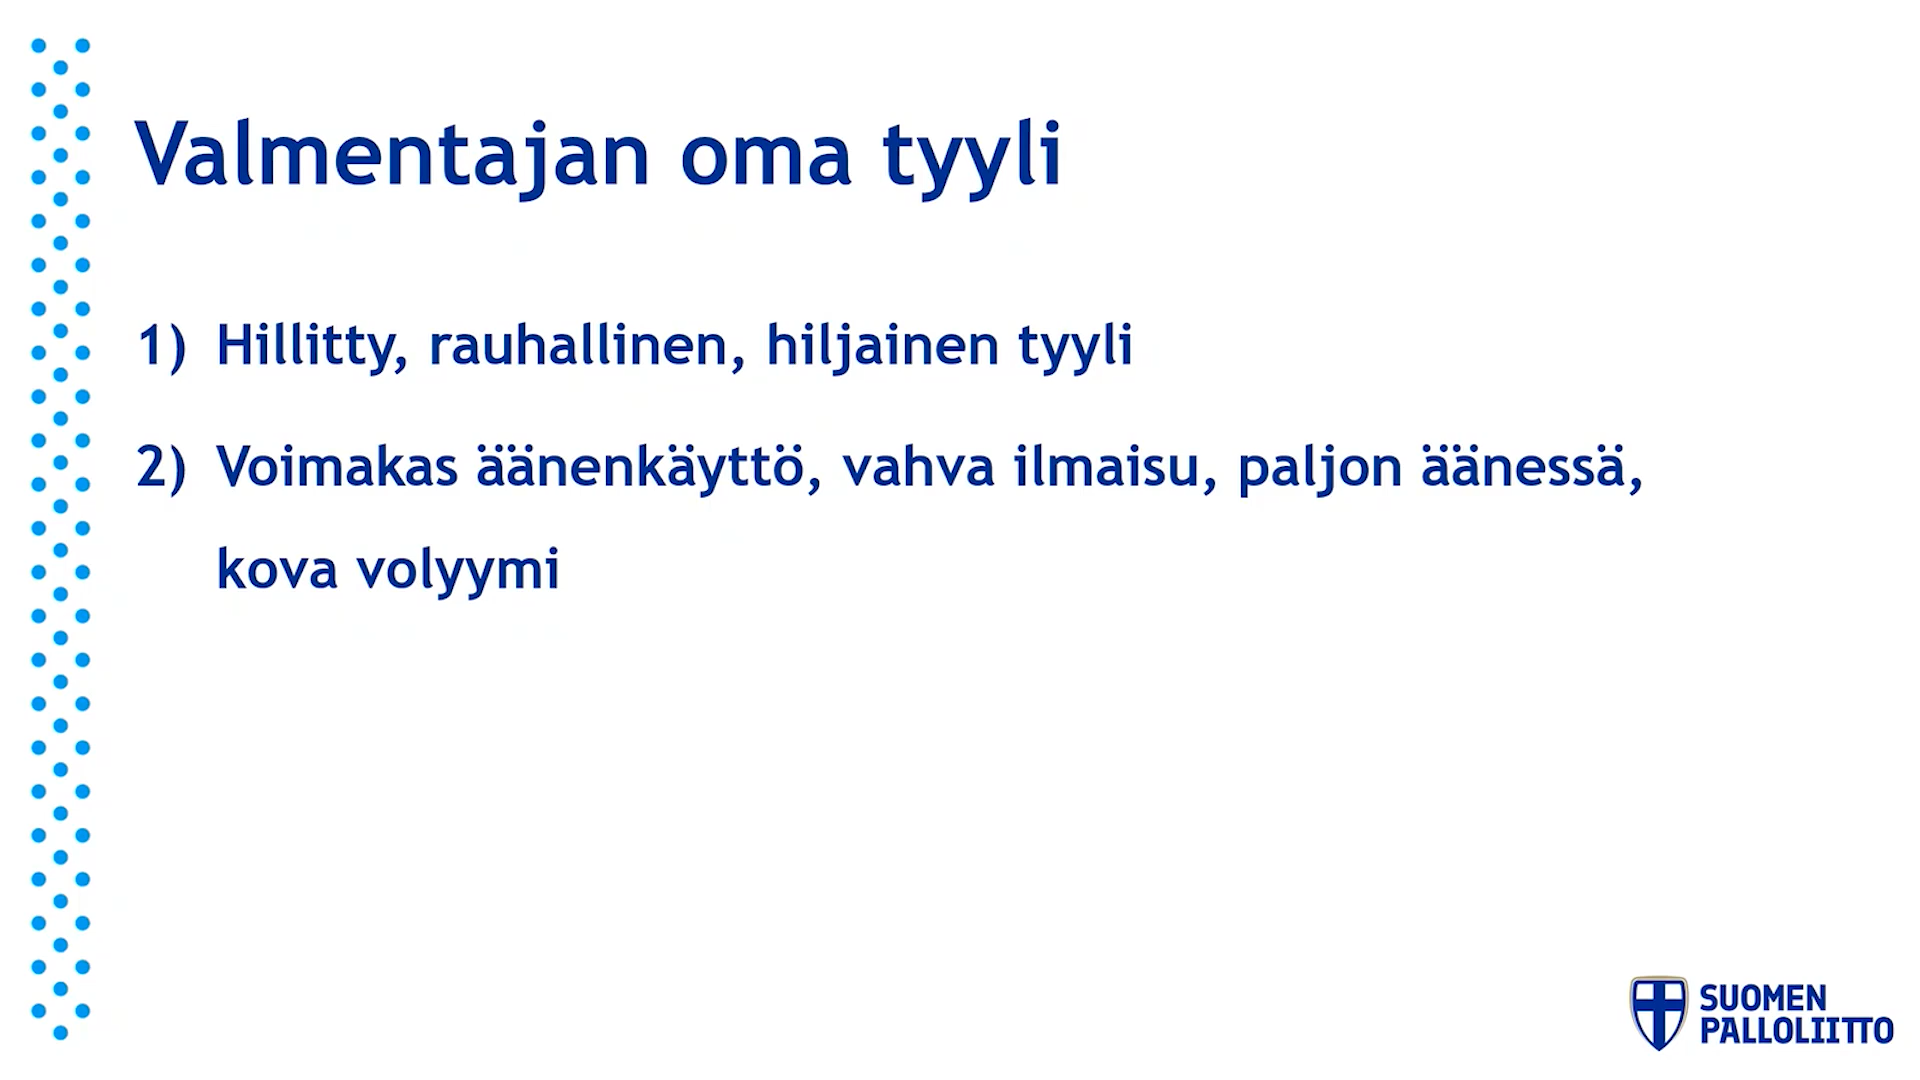 Valmentajan oma tyyli
1) Hillitty, rauhallinen, hiljainen tyyli
2) Voimakas äänenkäyttö, vahva ilmaisu, paljon äänessä,
kova volyymi
SUOMEN
PALLOLIITTO